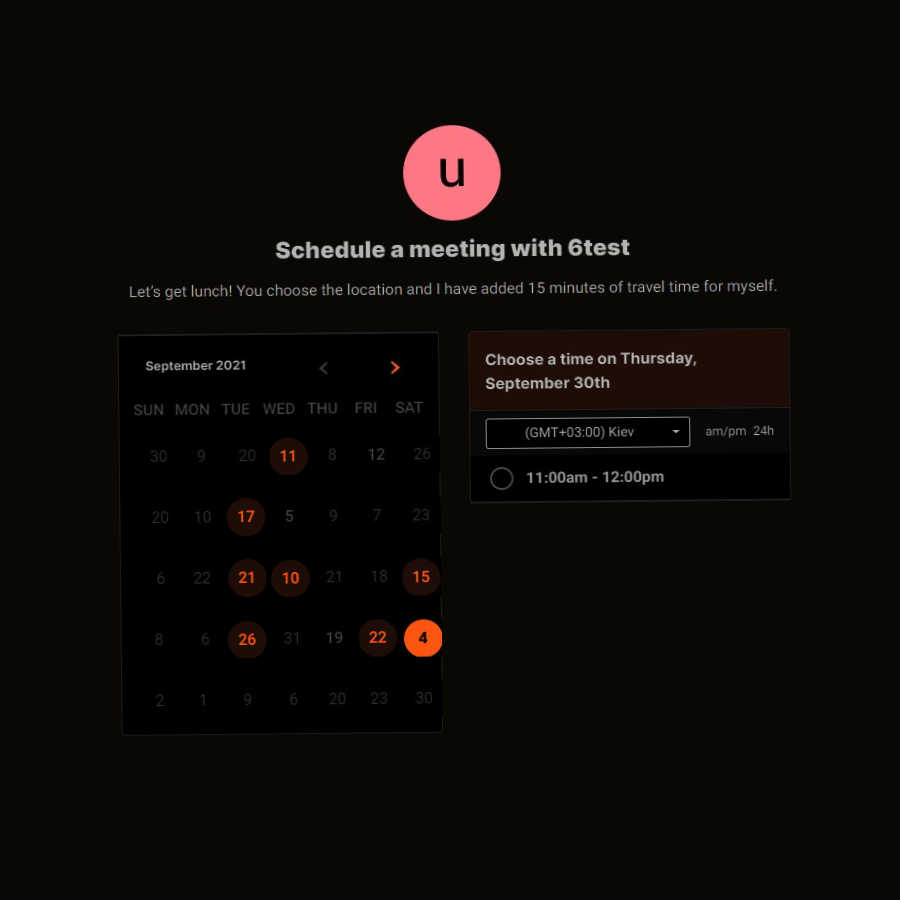 u
Schedule a meeting with 6test
Let's get lunch! You choose the location and I have added 15 minutes of travel time for myself.
September 2021
SUN MON TUE WED THU FRI SAT
30 9 20 11 8 12 26
20 10 17 5 9 7 23
6 22 21 10 21 18 15
8 6 26 31 19 22 4
2 1 9 6 20 23 30
Choose a time on Thursday,
September 30th
(GMT+03:00) Kiev am/pm 24h
11:00am - 12:00pm